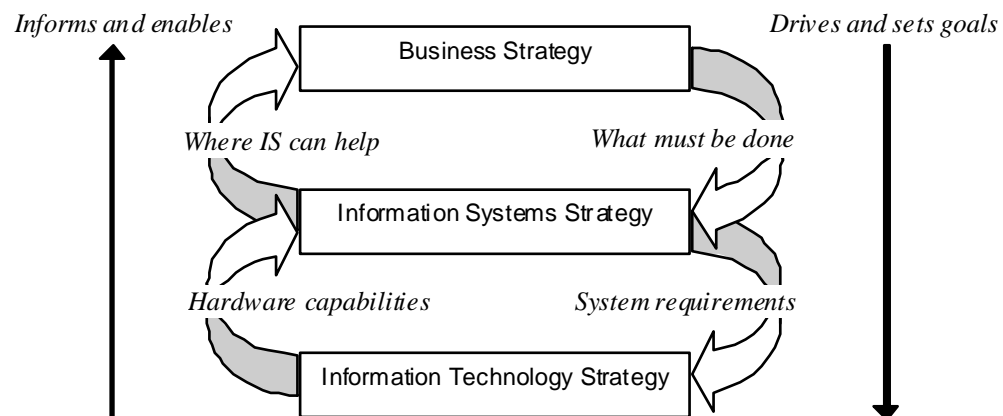 Informs and enables
Drives and sets goals
Business Strategy
Where IS can help
What must be done
Information Systems Strategy
Hardware capabilities
System requirements
Information Technology Strategy